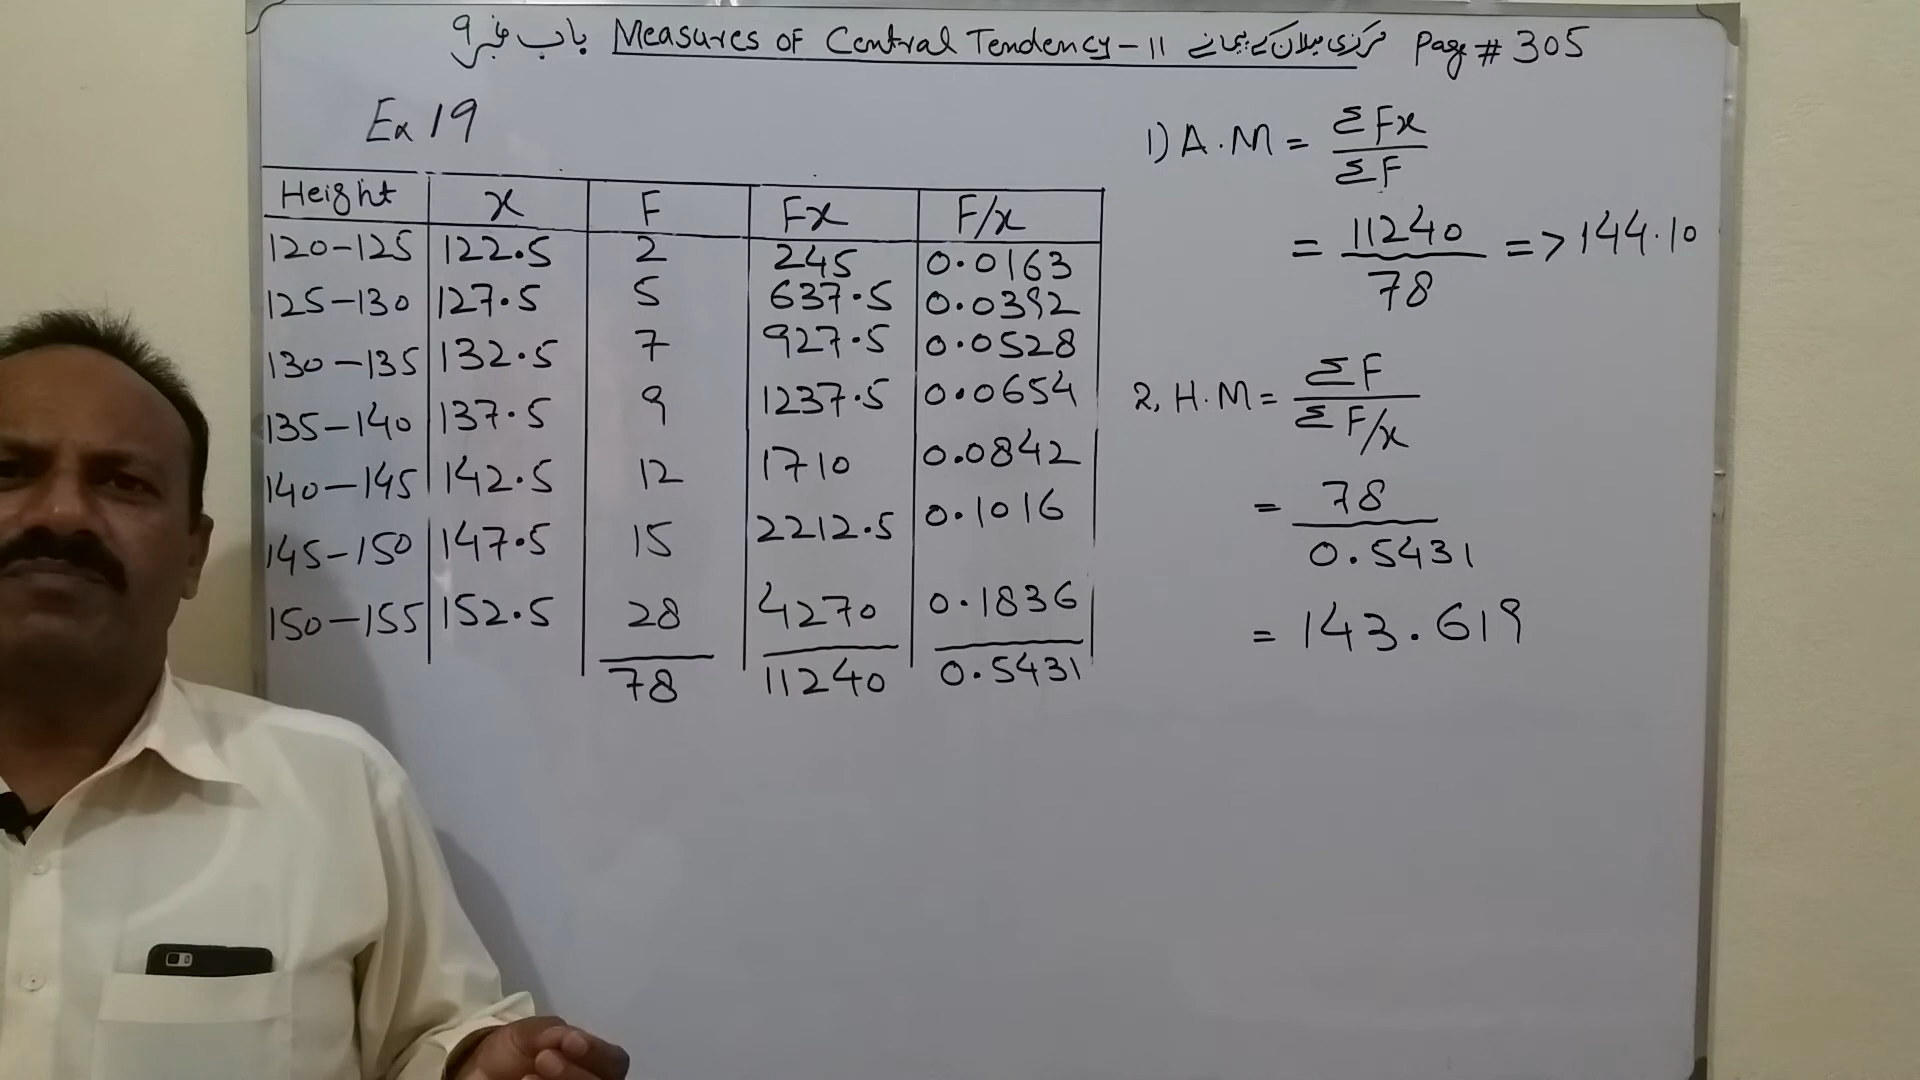 باب نمبر 9 Measures OF Central Tendency-11 مرکزی میلان کے پیمانے Page # 305
Ex 19
Height x F Fx F/x
120-125 122.5 2 245 0.0163
125-130 127.5 5 637.5 0.0392
130-135 132.5 7 927.5 0.0528
135-140 137.5 9 1237.5 0.0654
140-145 142.5 12 1710 0.0842
145-150 147.5 15 2212.5 0.1016
150-155 152.5 28 4270 0.1836
78 11240 0.5431
1) A.M = ΣFx / ΣF
= 11240 / 78 => 144.10
2, H.M = ΣF / ΣF/x
= 78 / 0.5431
= 143.619